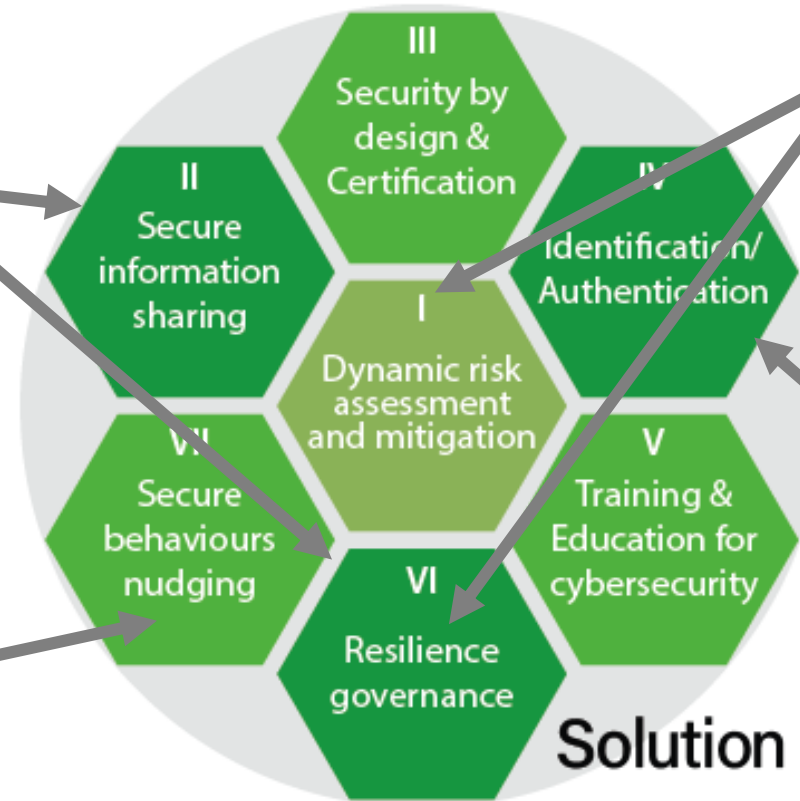 III
Security by
design &
Certification
II
Secure
information
sharing
IV
Identification/
Authentication
I
Dynamic risk
assessment
and mitigation
VII
Secure
behaviours
nudging
V
Training &
Education for
cybersecurity
VI
Resilience
governance
Solution